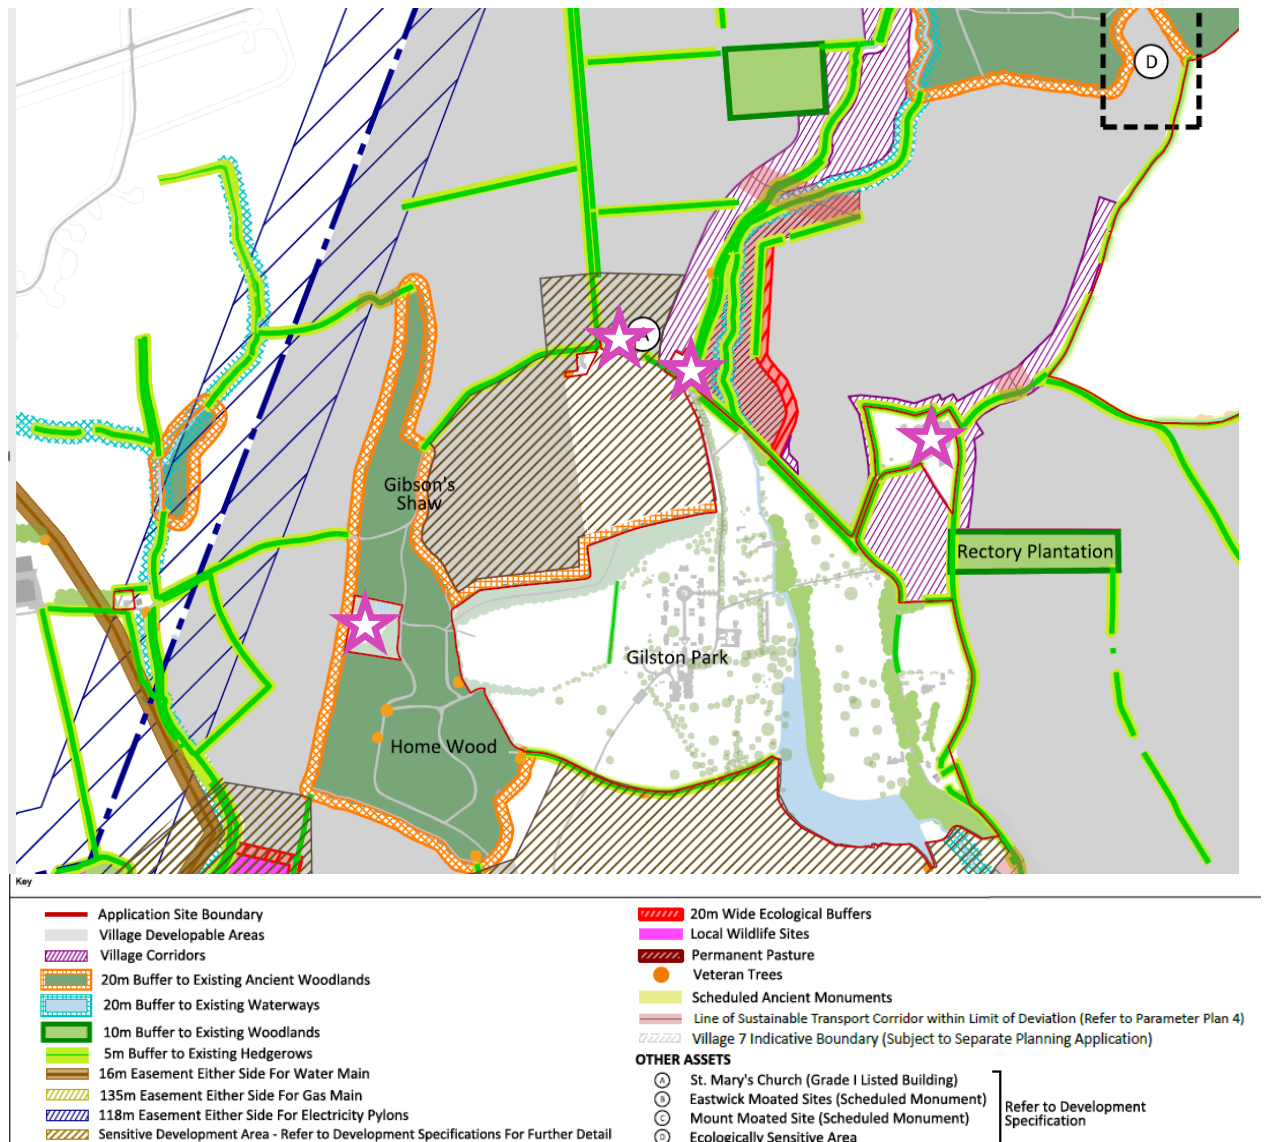 D
A
Gibson's
Shaw
Rectory Plantation
Gilston Park
Home Wood
Key
Application Site Boundary
Village Developable Areas
Village Corridors
20m Buffer to Existing Ancient Woodlands
20m Buffer to Existing Waterways
10m Buffer to Existing Woodlands
5m Buffer to Existing Hedgerows
16m Easement Either Side For Water Main
135m Easement Either Side For Gas Main
118m Easement Either Side For Electricity Pylons
Sensitive Development Area - Refer to Development Specifications For Further Detail
20m Wide Ecological Buffers
Local Wildlife Sites
Permanent Pasture
Veteran Trees
Scheduled Ancient Monuments
Line of Sustainable Transport Corridor within Limit of Deviation (Refer to Parameter Plan 4)
Village 7 Indicative Boundary (Subject to Separate Planning Application)
OTHER ASSETS
A St. Mary's Church (Grade I Listed Building)
B Eastwick Moated Sites (Scheduled Monument)
C Mount Moated Site (Scheduled Monument)
D Ecologically Sensitive Area
Refer to Development
Specification